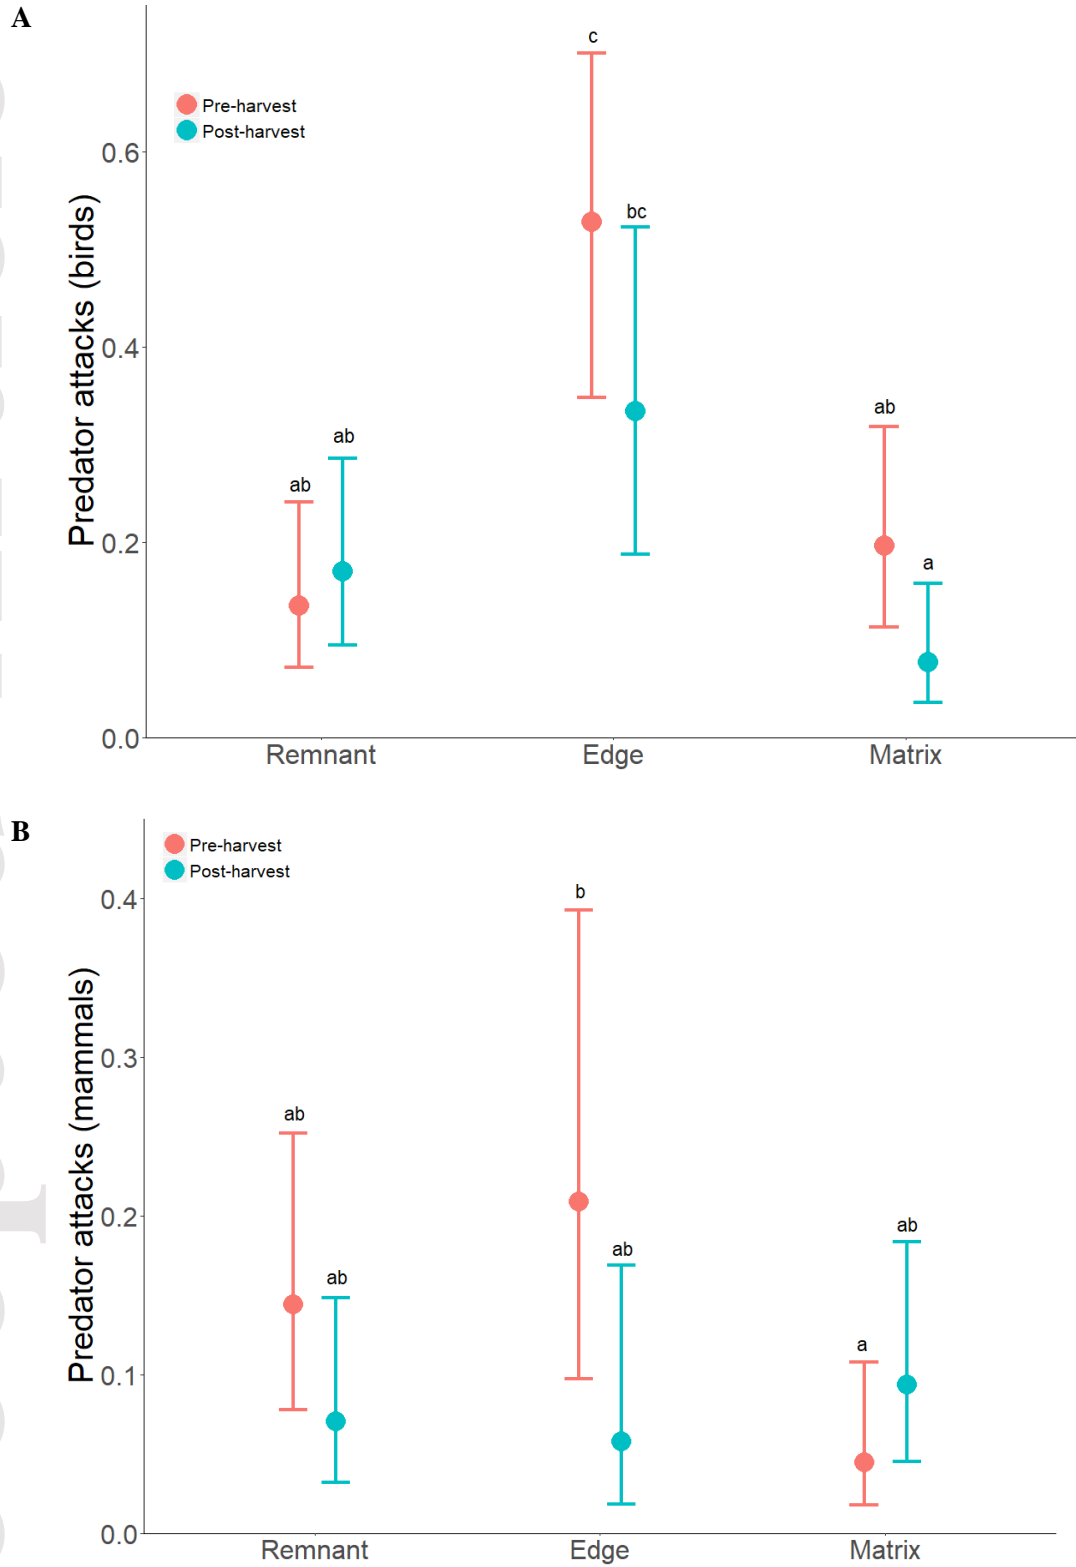 A
c
Pre-harvest
Post-harvest
0.6
bc
0.4
ab
ab
ab
a
0.2
0.0
Predator attacks (birds)
Remnant Edge Matrix
B
Pre-harvest
Post-harvest
b
0.4
0.3
ab
ab
ab
ab
0.2
a
0.1
0.0
Predator attacks (mammals)
Remnant Edge Matrix